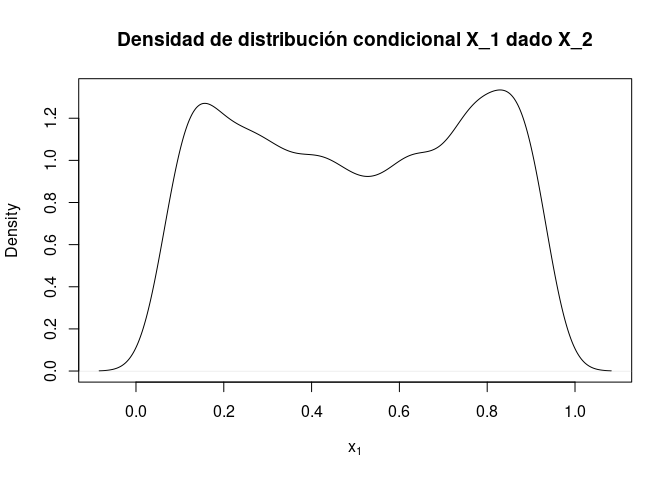 Densidad de distribución condicional X_1 dado X_2
Density
0.0 0.2 0.4 0.6 0.8 1.0 1.2
0.0 0.2 0.4 0.6 0.8 1.0
x₁